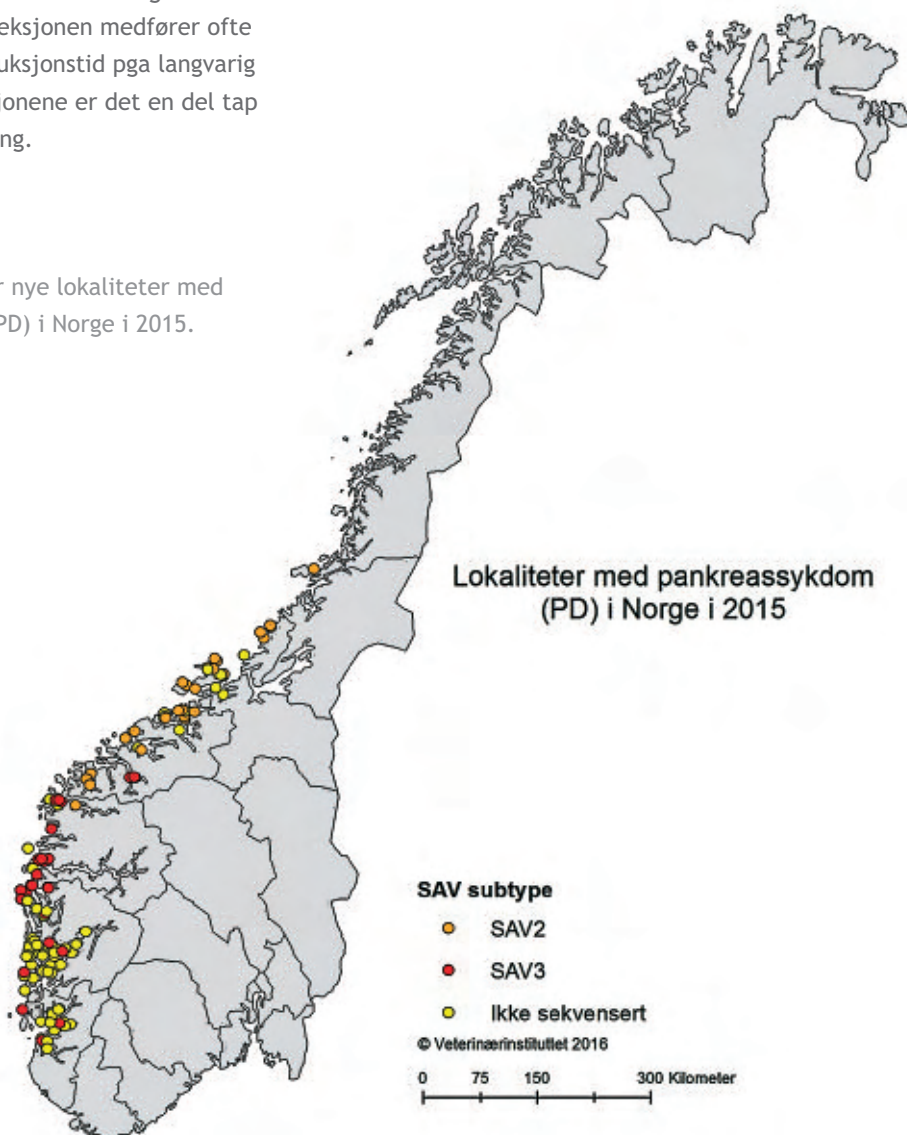 eksjonen medfører ofte
uksjonstid pga langvarig
jonene er det en del tap
ng.
r nye lokaliteter med
PD) i Norge i 2015.
Lokaliteter med pankreassykdom
(PD) i Norge i 2015
SAV subtype
SAV2
SAV3
Ikke sekvensert
© Veterinærinstituttet 2016
0 75 150 300 Kilometer